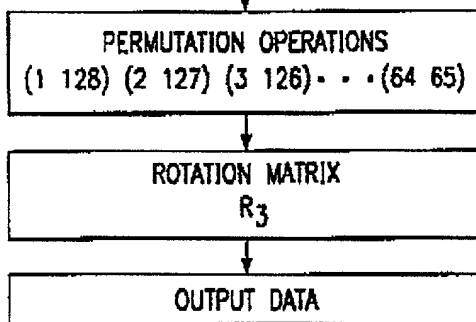 PERMUTATION OPERATIONS
(1 128) (2 127) (3 126)· · ·(64 65)
ROTATION MATRIX
R3
OUTPUT DATA